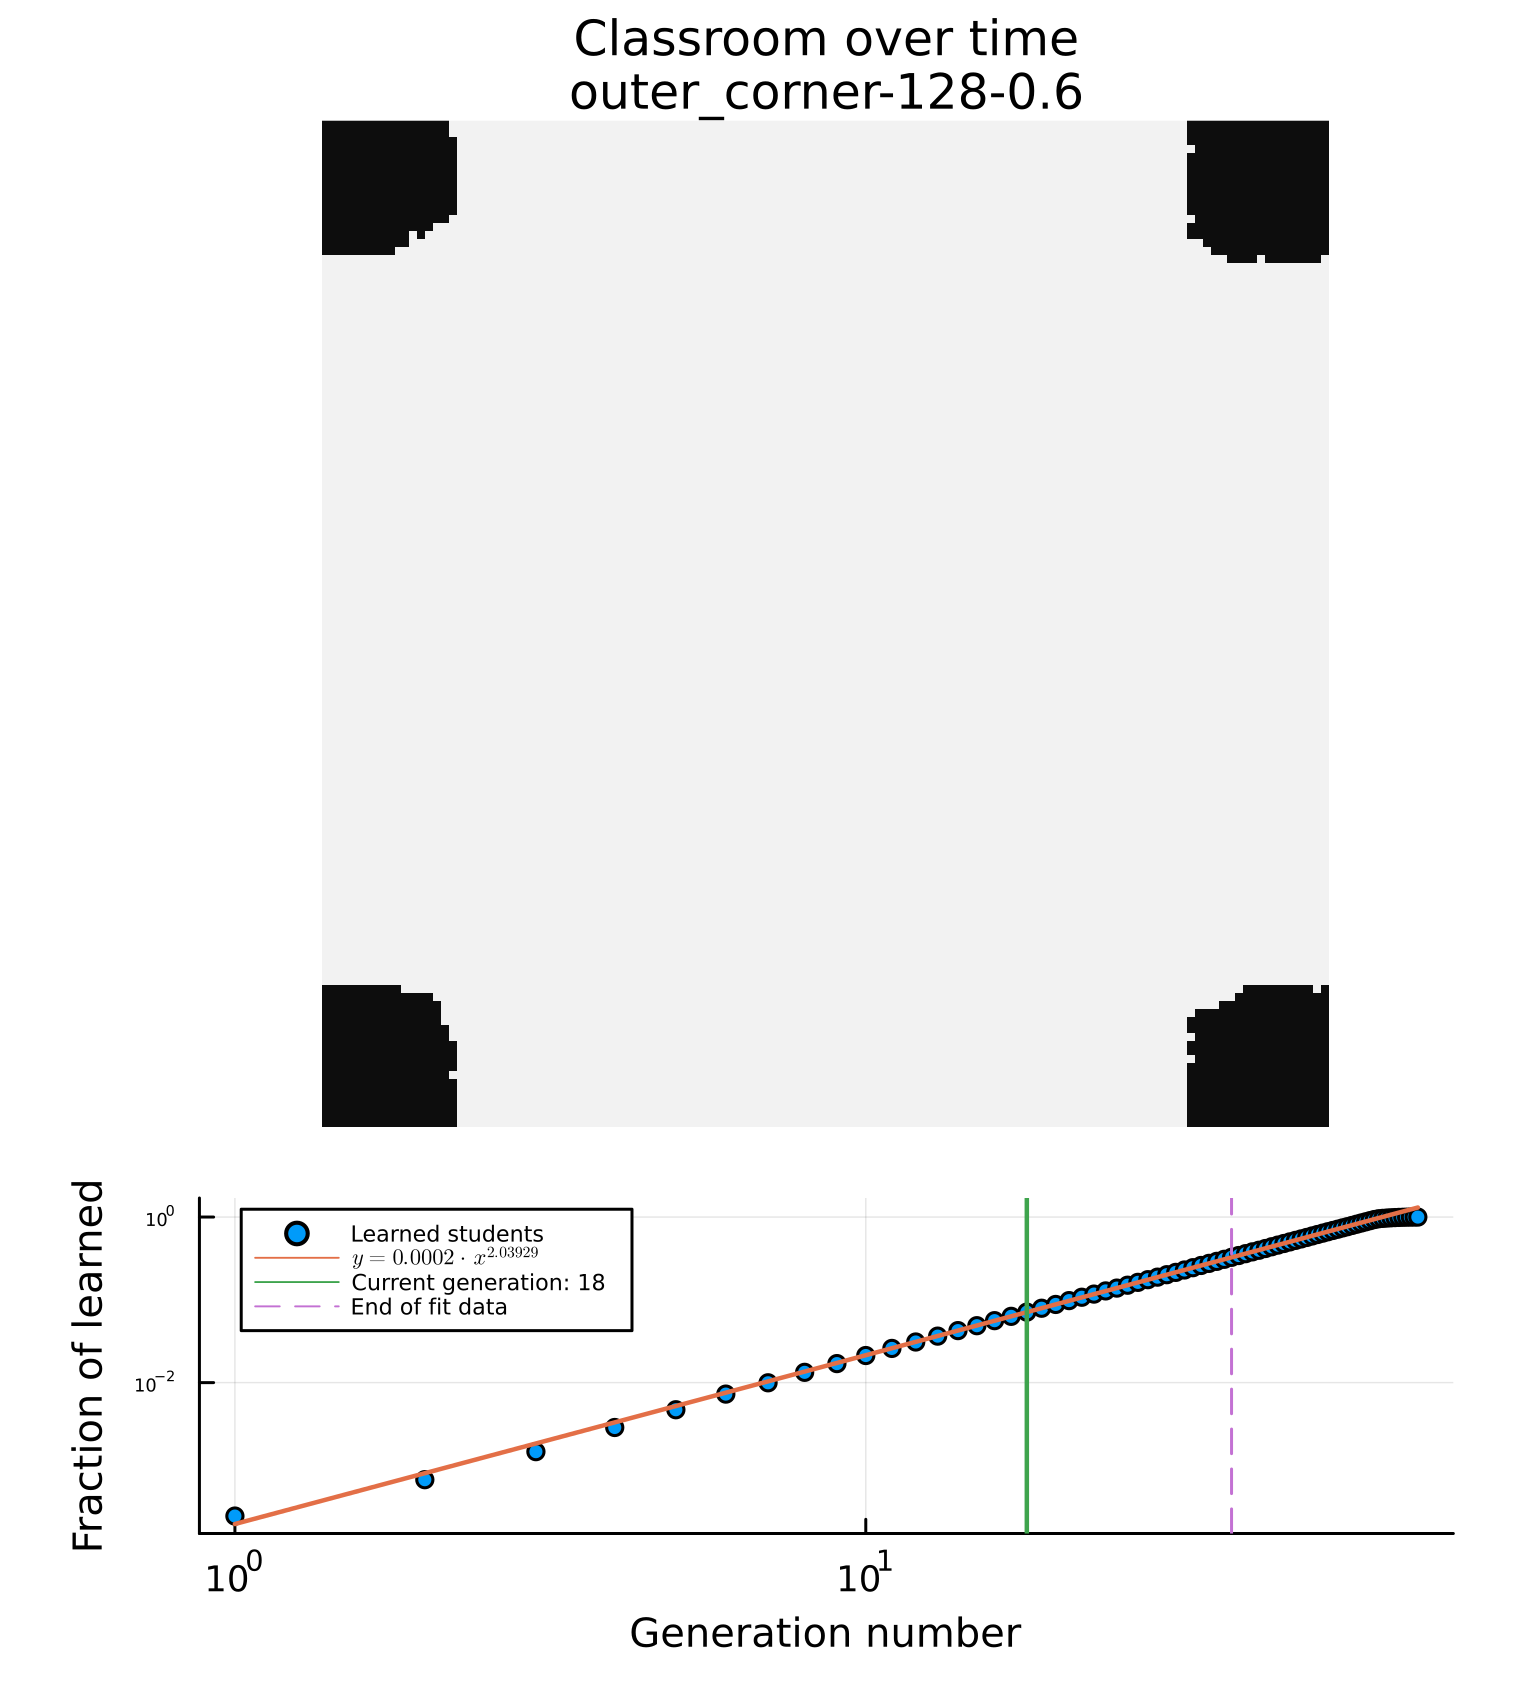 Classroom over time
outer_corner-128-0.6
Fraction of learned
10^0
10^-2
Learned students
y = 0.0002 · x^2.03929
Current generation: 18
End of fit data
10^0
10^1
Generation number